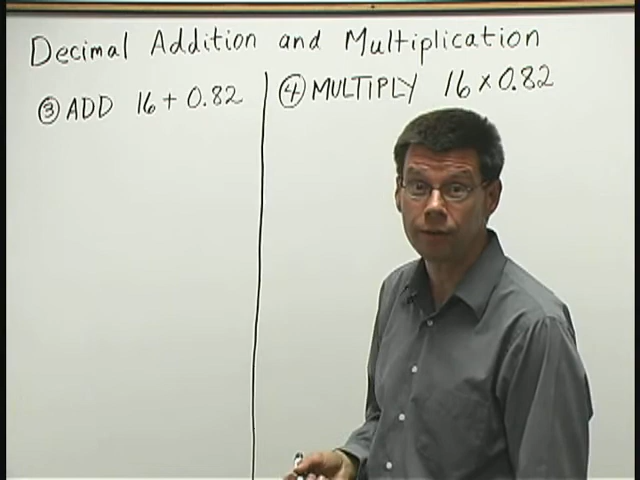 Decimal Addition and Multiplication
③ ADD 16 + 0.82
④ MULTIPLY 16 × 0.82